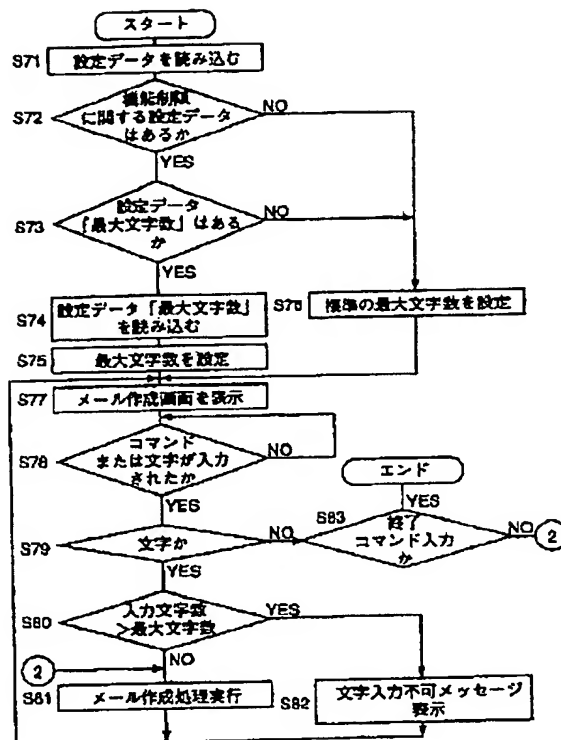 スタート
S71
設定データを読み込む
機能制限
に関する設定データ
はあるか
S72
NO
YES
設定データ
「最大文字数」はある
か
S73
NO
YES
S74
設定データ「最大文字数」
を読み込む
S76
標準の最大文字数を設定
S75
最大文字数を設定
S77
メール作成画面を表示
コマンド
または文字が入力
されたか
S78
NO
YES
エンド
YES
S79
文字か
NO
S83
終了
コマンド入力
か
NO
2
YES
S80
入力文字数
>最大文字数
YES
NO
2
S81
メール作成処理実行
S82
文字入力不可メッセージ
表示